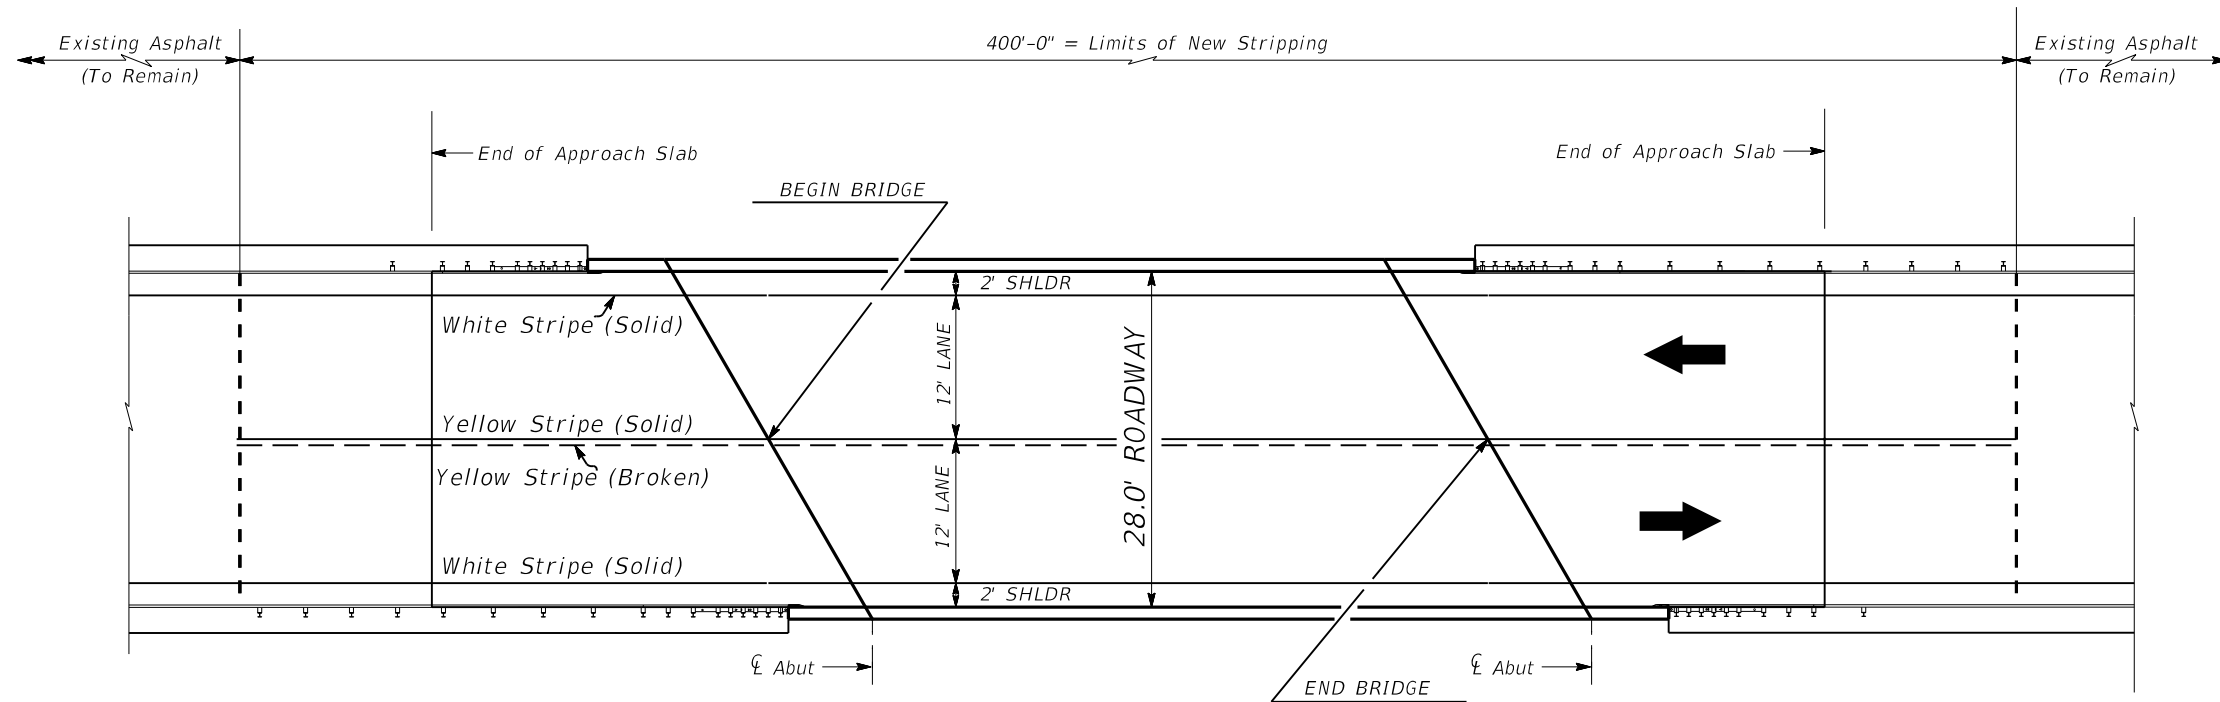 Existing Asphalt
(To Remain)
400'-0" = Limits of New Stripping
Existing Asphalt
(To Remain)
End of Approach Slab
End of Approach Slab
BEGIN BRIDGE
2' SHLDR
White Stripe (Solid)
12' LANE
28.0' ROADWAY
Yellow Stripe (Solid)
Yellow Stripe (Broken)
12' LANE
White Stripe (Solid)
2' SHLDR
℄ Abut
℄ Abut
END BRIDGE